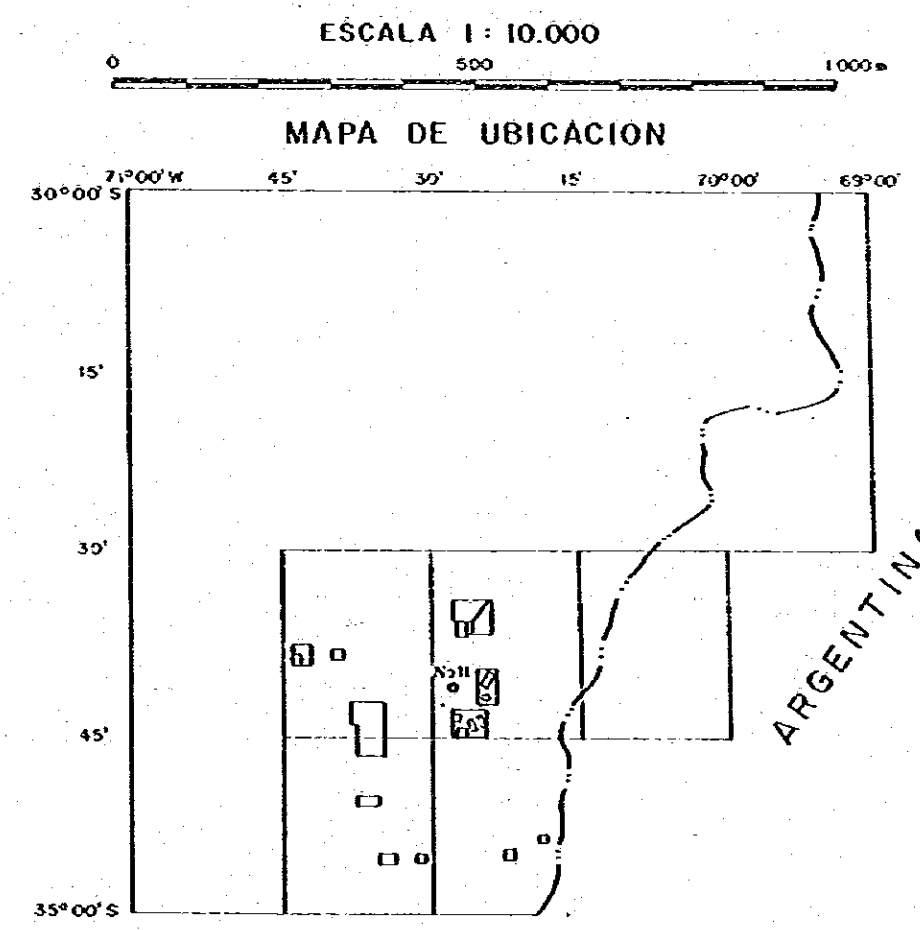 ESCALA 1 : 10.000
0 500 1000m
MAPA DE UBICACION
71°00' W 45' 30' 15' 70°00' 69°00'
30°00' S
15'
30'
45'
35°00' S